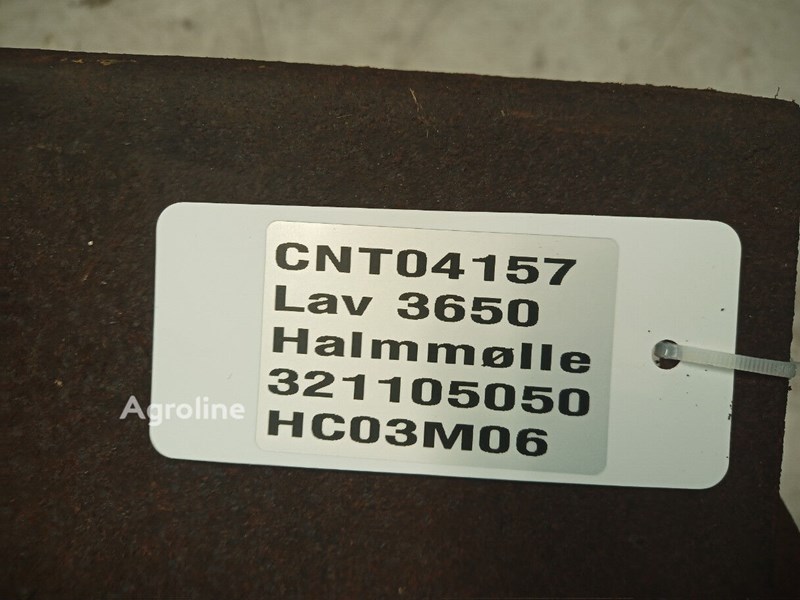 CNT04157
Lav 3650
Halmmølle
321105050
HC03M06
Agroline